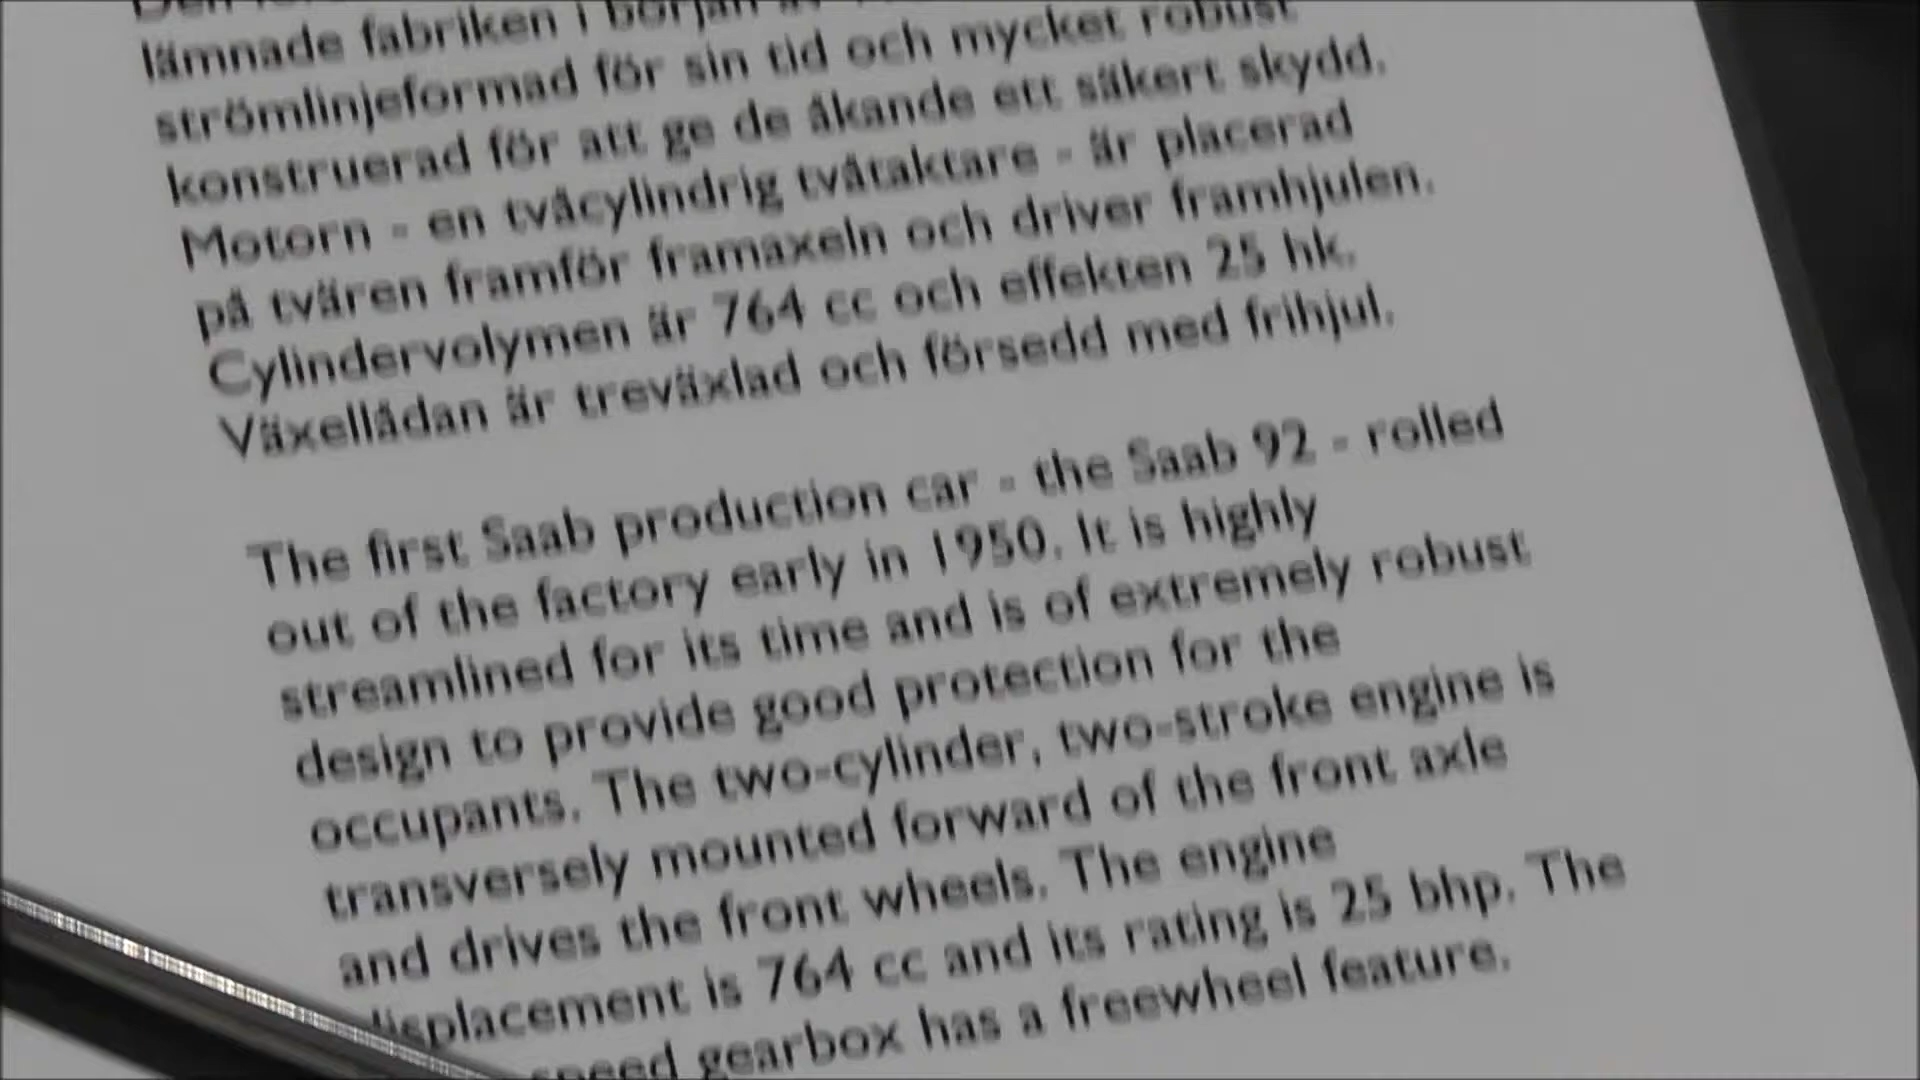 lämnade fabriken i början
strömlinjeformad för sin tid och mycket robust
konstruerad för att ge de åkande ett säkert skydd.
Motorn - en tvåcylindrig tvåtaktare - är placerad
på tvären framför framaxeln och driver framhjulen.
Cylindervolymen är 764 cc och effekten 25 hk.
Växellådan är treväxlad och försedd med frihjul.
The first Saab production car - the Saab 92 - rolled
out of the factory early in 1950. It is highly
streamlined for its time and is of extremely robust
design to provide good protection for the
occupants. The two-cylinder, two-stroke engine is
transversely mounted forward of the front axle
and drives the front wheels. The engine
displacement is 764 cc and its rating is 25 bhp. The
speed gearbox has a freewheel feature.